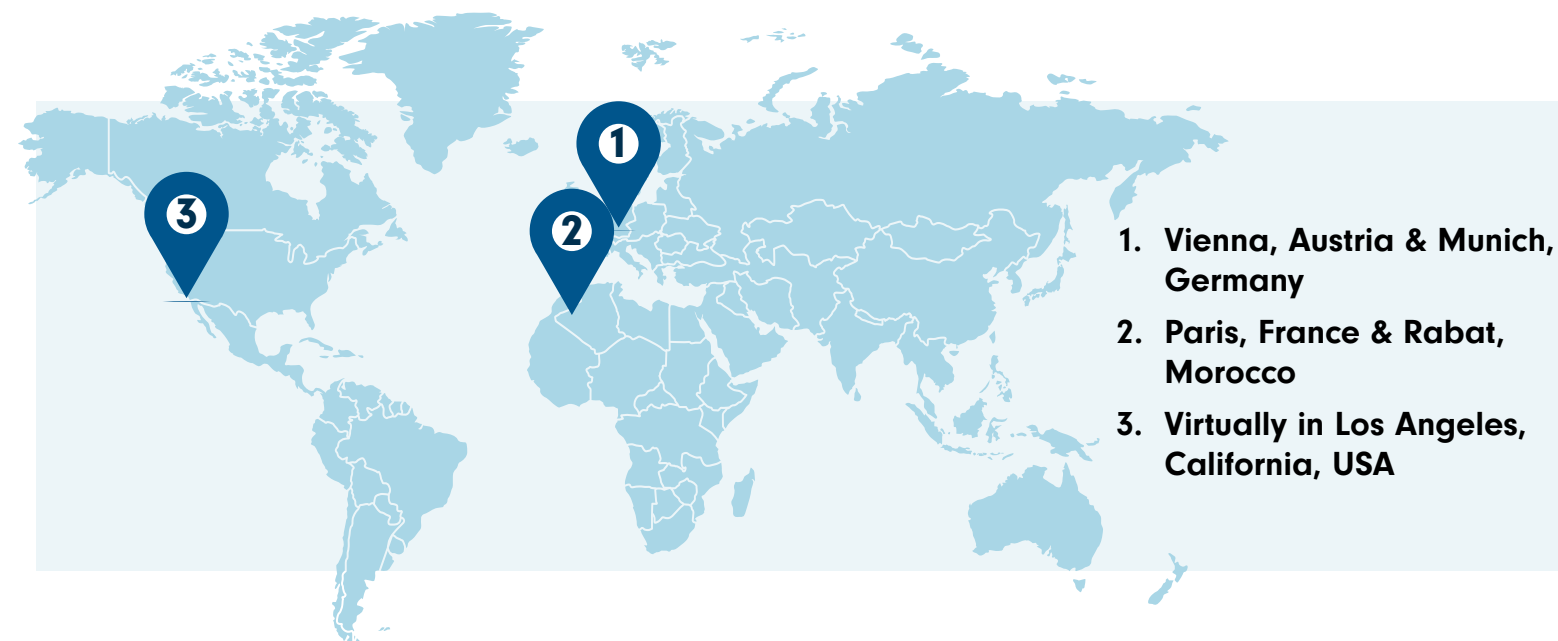 1
2
3
1. Vienna, Austria & Munich,
Germany
2. Paris, France & Rabat,
Morocco
3. Virtually in Los Angeles,
California, USA